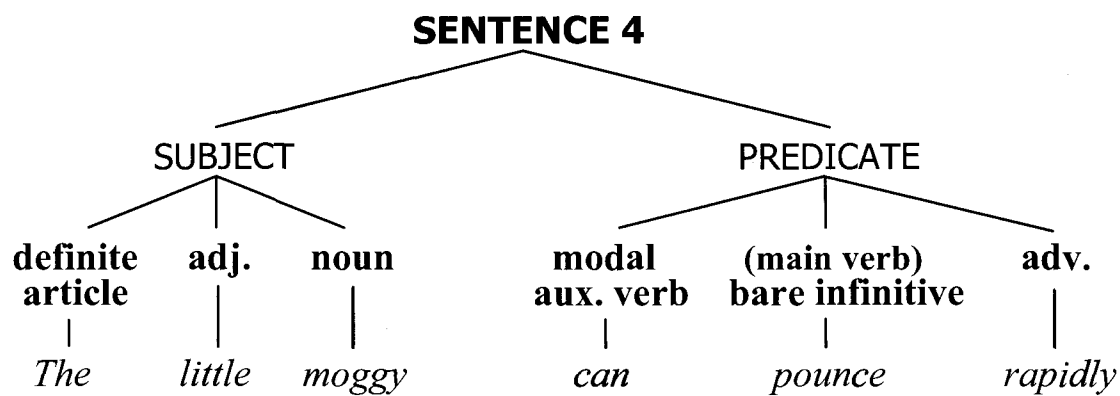 SENTENCE 4
SUBJECT PREDICATE
definite adj. noun modal (main verb) adv.
article aux. verb bare infinitive
The little moggy can pounce rapidly